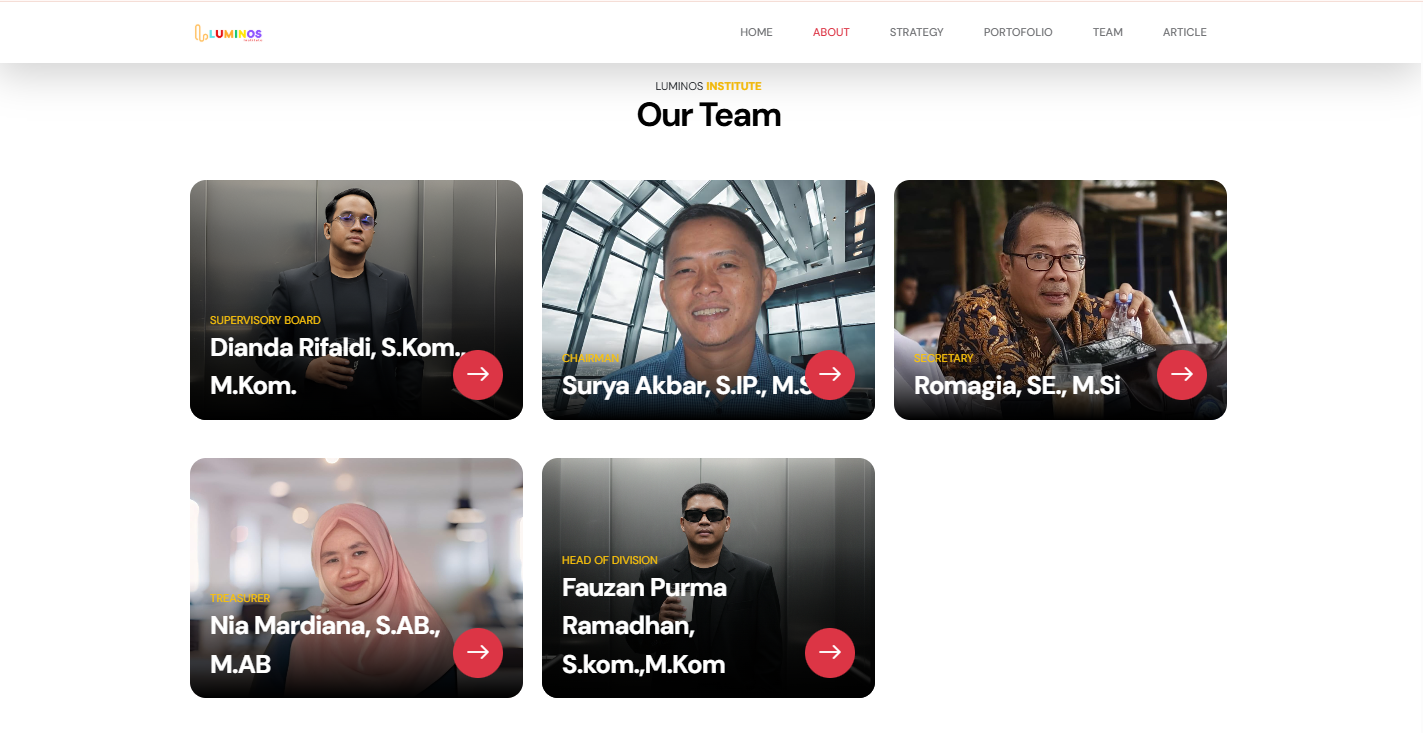 LUMINOS
HOME ABOUT STRATEGY PORTOFOLIO TEAM ARTICLE
LUMINOS INSTITUTE
Our Team
SUPERVISORY BOARD
Dianda Rifaldi, S.Kom.,
M.Kom.
CHAIRMAN
Surya Akbar, S.IP., M.S
SECRETARY
Romagia, SE., M.Si
TREASURER
Nia Mardiana, S.AB.,
M.AB
HEAD OF DIVISION
Fauzan Purma
Ramadhan,
S.kom.,M.Kom